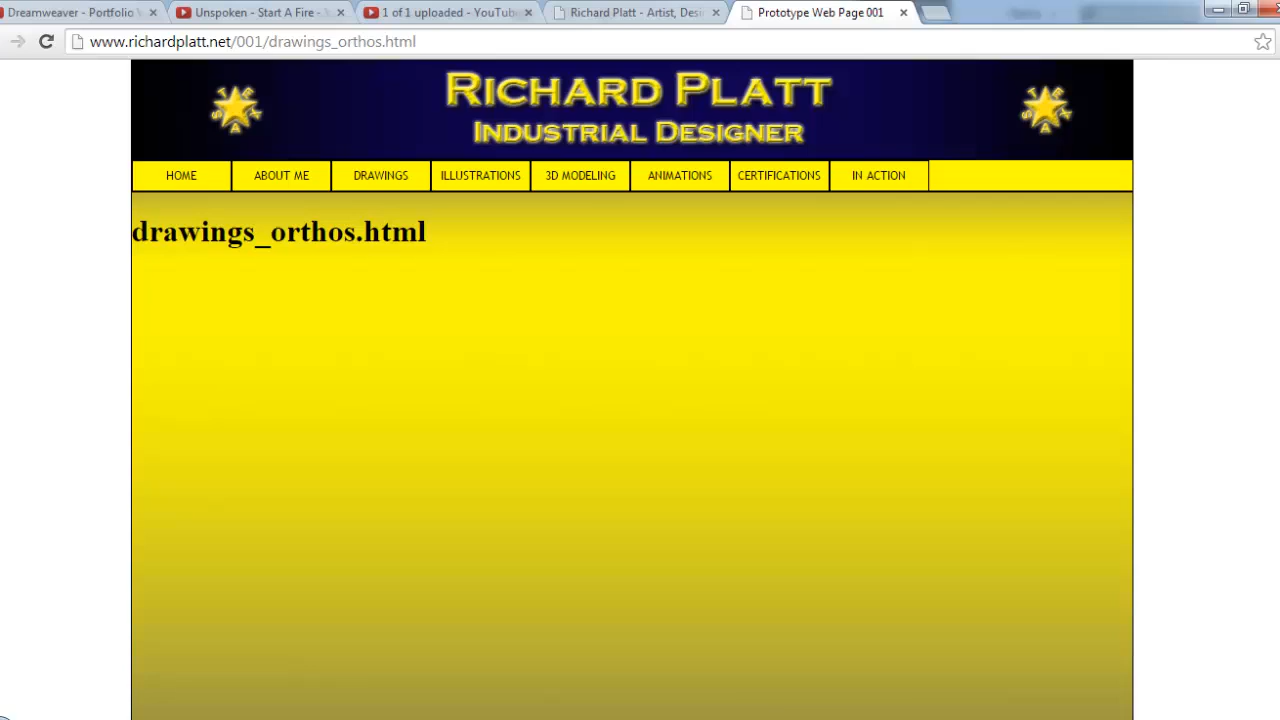 Dreamweaver - Portfolio
Unspoken - Start A Fire -
1 of 1 uploaded - YouTube
Richard Platt - Artist, Desi
Prototype Web Page 001
www.richardplatt.net/001/drawings_orthos.html
RICHARD PLATT
INDUSTRIAL DESIGNER
HOME
ABOUT ME
DRAWINGS
ILLUSTRATIONS
3D MODELING
ANIMATIONS
CERTIFICATIONS
IN ACTION
drawings_orthos.html